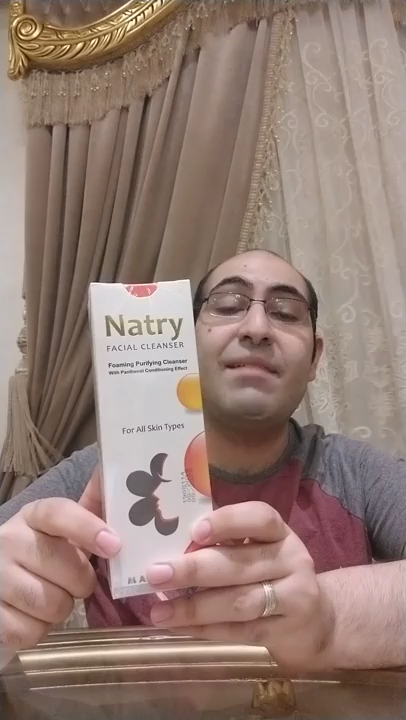 Natry
FACIAL CLEANSER
Foaming Purifying Cleanser
With Panthenol Conditioning Effect
For All Skin Types